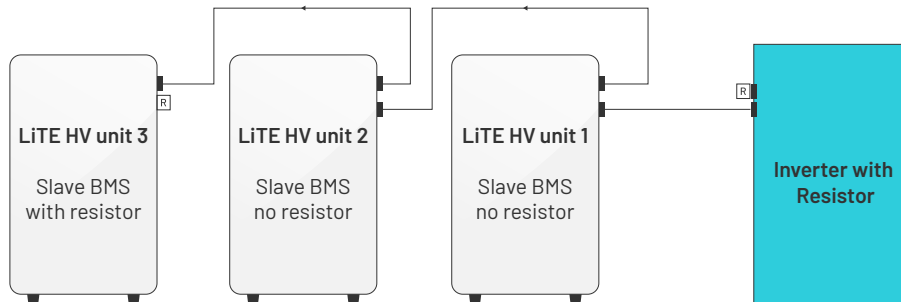 LiTE HV unit 3
Slave BMS
with resistor
R
LiTE HV unit 2
Slave BMS
no resistor
LiTE HV unit 1
Slave BMS
no resistor
R
Inverter with
Resistor